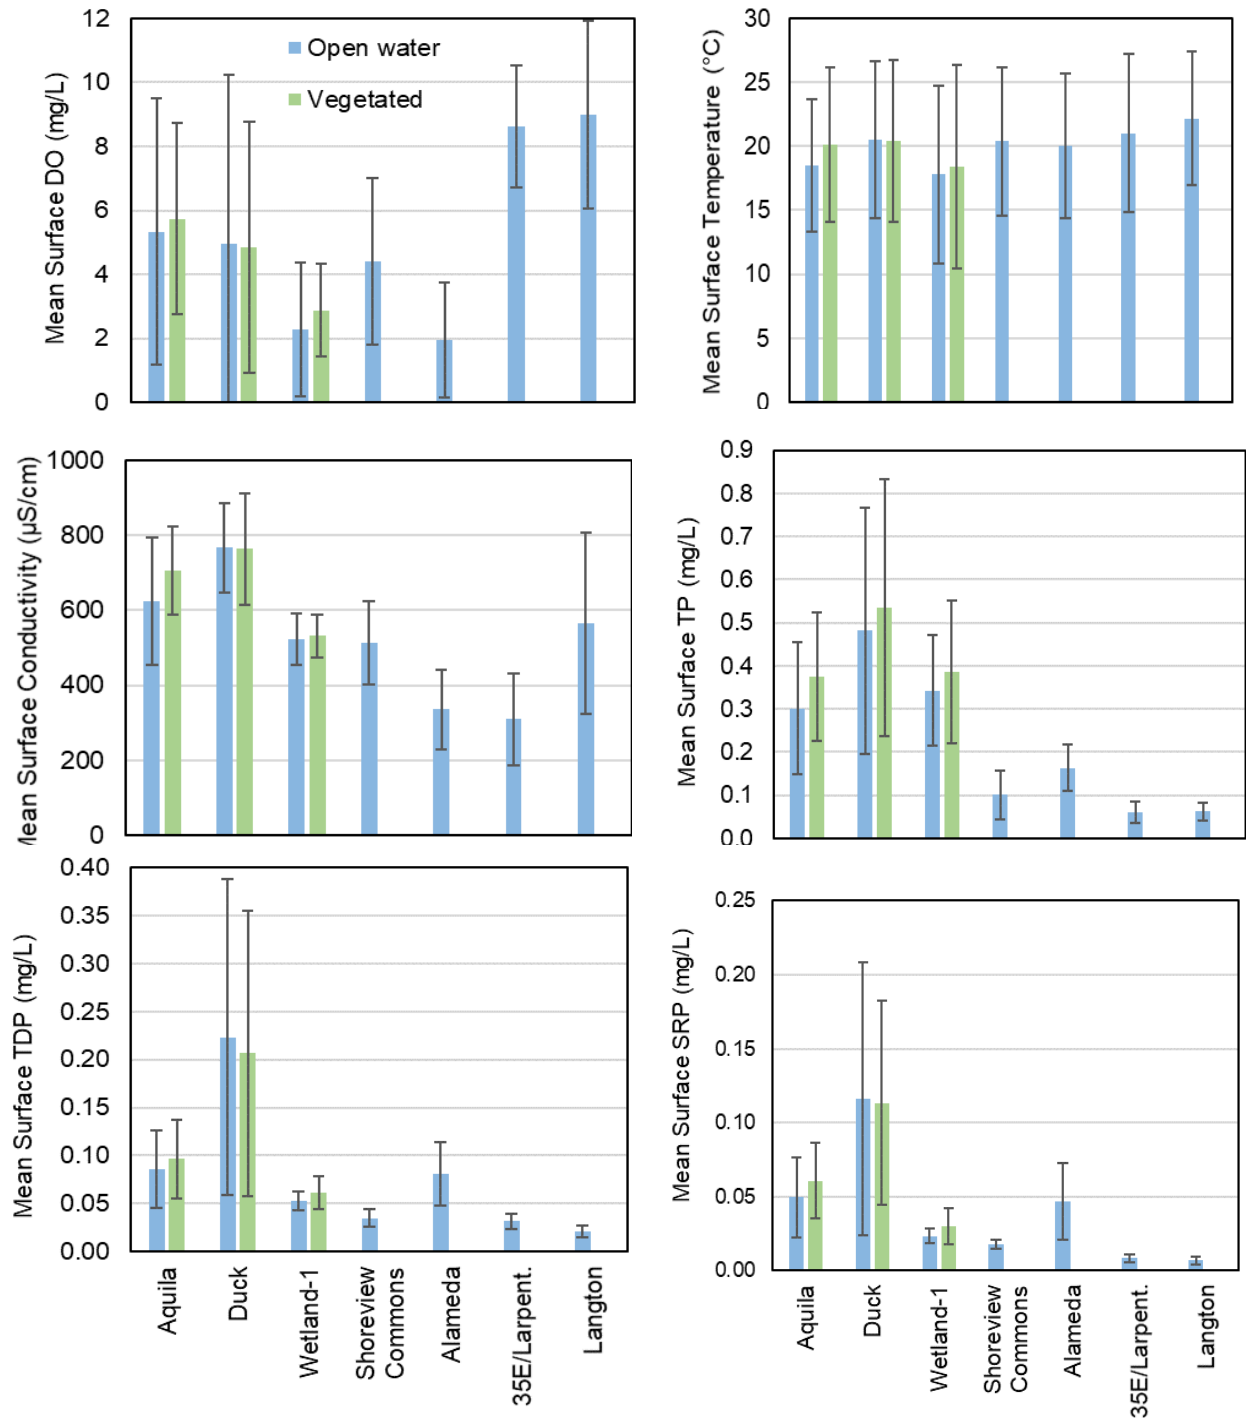 Mean Surface DO (mg/L)
12
10
8
6
4
2
0
Open water
Vegetated
Mean Surface Temperature (°C)
30
25
20
15
10
5
0
Mean Surface Conductivity (µS/cm)
1000
800
600
400
200
0
Mean Surface TP (mg/L)
0.9
0.8
0.7
0.6
0.5
0.4
0.3
0.2
0.1
0.0
Mean Surface TDP (mg/L)
0.40
0.35
0.30
0.25
0.20
0.15
0.10
0.05
0.00
Aquila
Duck
Wetland-1
Shoreview
Commons
Alameda
35E/Larpent.
Langton
Mean Surface SRP (mg/L)
0.25
0.20
0.15
0.10
0.05
0.00
Aquila
Duck
Wetland-1
Shoreview
Commons
Alameda
35E/Larpent.
Langton